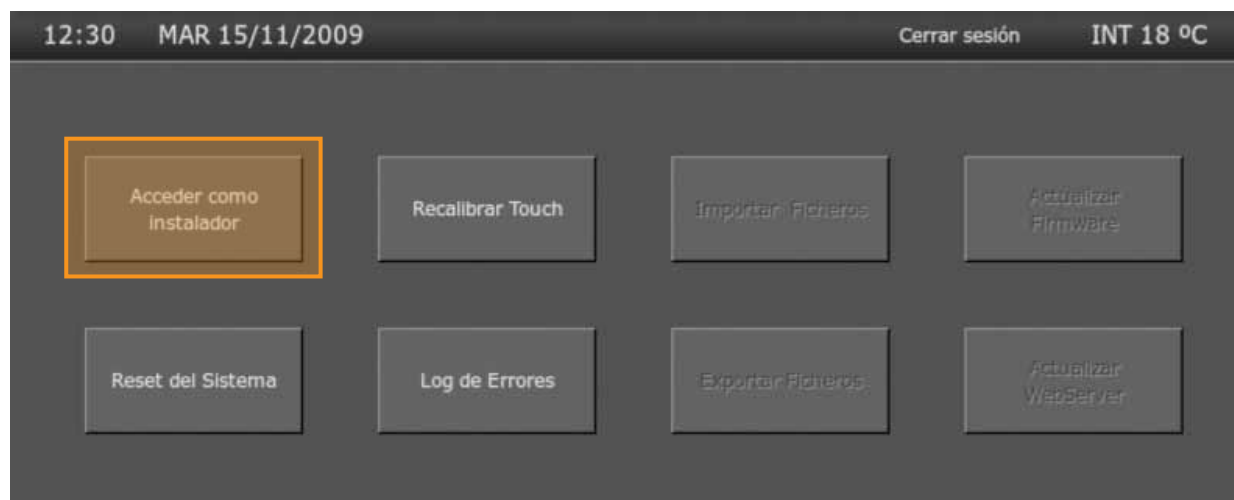 12:30 MAR 15/11/2009 Cerrar sesión INT 18 ºC
Acceder como
instalador
Recalibrar Touch
Importar Ficheros
Actualizar
Firmware
Reset del Sistema
Log de Errores
Exportar Ficheros
Actualizar
WebServer